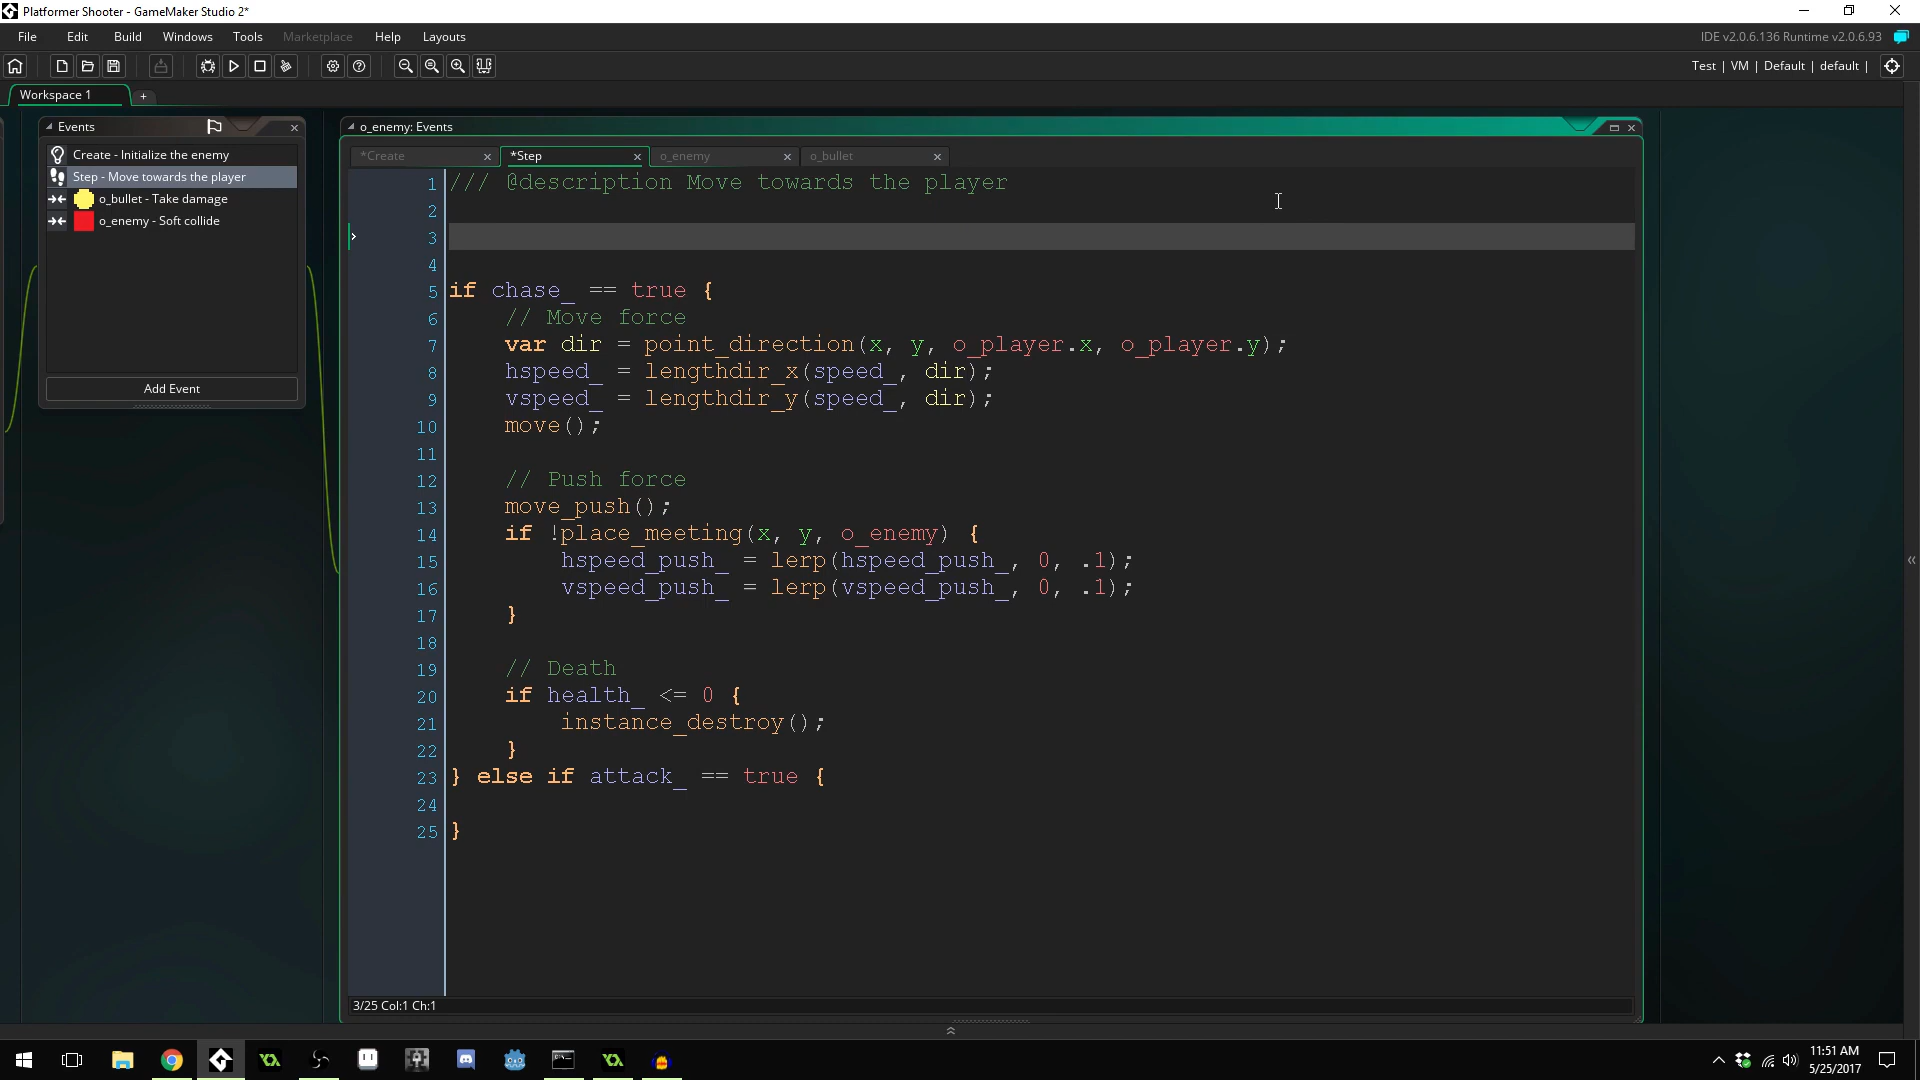 Platformer Shooter - GameMaker Studio 2*
File Edit Build Windows Tools Marketplace Help Layouts
IDE v2.0.6.136 Runtime v2.0.6.93
Test | VM | Default | default |
Workspace 1 +
Events
Create - Initialize the enemy
Step - Move towards the player
o_bullet - Take damage
o_enemy - Soft collide
Add Event
o_enemy: Events
*Create *Step o_enemy o_bullet
1 /// @description Move towards the player
2
3
4
5 if chase_ == true {
6 // Move force
7 var dir = point_direction(x, y, o_player.x, o_player.y);
8 hspeed_ = lengthdir_x(speed_, dir);
9 vspeed_ = lengthdir_y(speed_, dir);
10 move();
11
12 // Push force
13 move_push();
14 if !place_meeting(x, y, o_enemy) {
15 hspeed_push_ = lerp(hspeed_push_, 0, .1);
16 vspeed_push_ = lerp(vspeed_push_, 0, .1);
17 }
18
19 // Death
20 if health_ <= 0 {
21 instance_destroy();
22 }
23 } else if attack_ == true {
24
25 }
3/25 Col:1 Ch:1
11:51 AM
5/25/2017